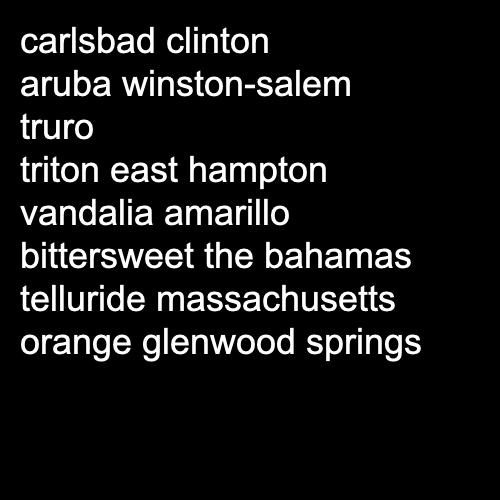 carlsbad clinton
aruba winston-salem
truro
triton east hampton
vandalia amarillo
bittersweet the bahamas
telluride massachusetts
orange glenwood springs